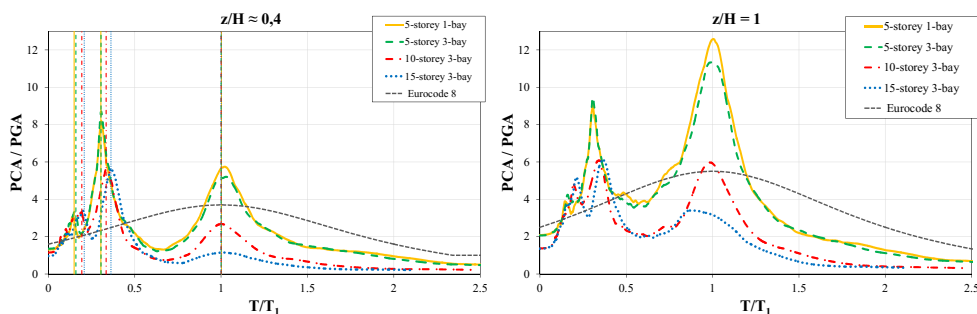 z/H ≈ 0,4
5-storey 1-bay
5-storey 3-bay
10-storey 3-bay
15-storey 3-bay
Eurocode 8
PCA / PGA
12
10
8
6
4
2
0
0 0.5 1 1.5 2 2.5
T/T1
z/H = 1
5-storey 1-bay
5-storey 3-bay
10-storey 3-bay
15-storey 3-bay
Eurocode 8
PCA / PGA
12
10
8
6
4
2
0
0 0.5 1 1.5 2 2.5
T/T1